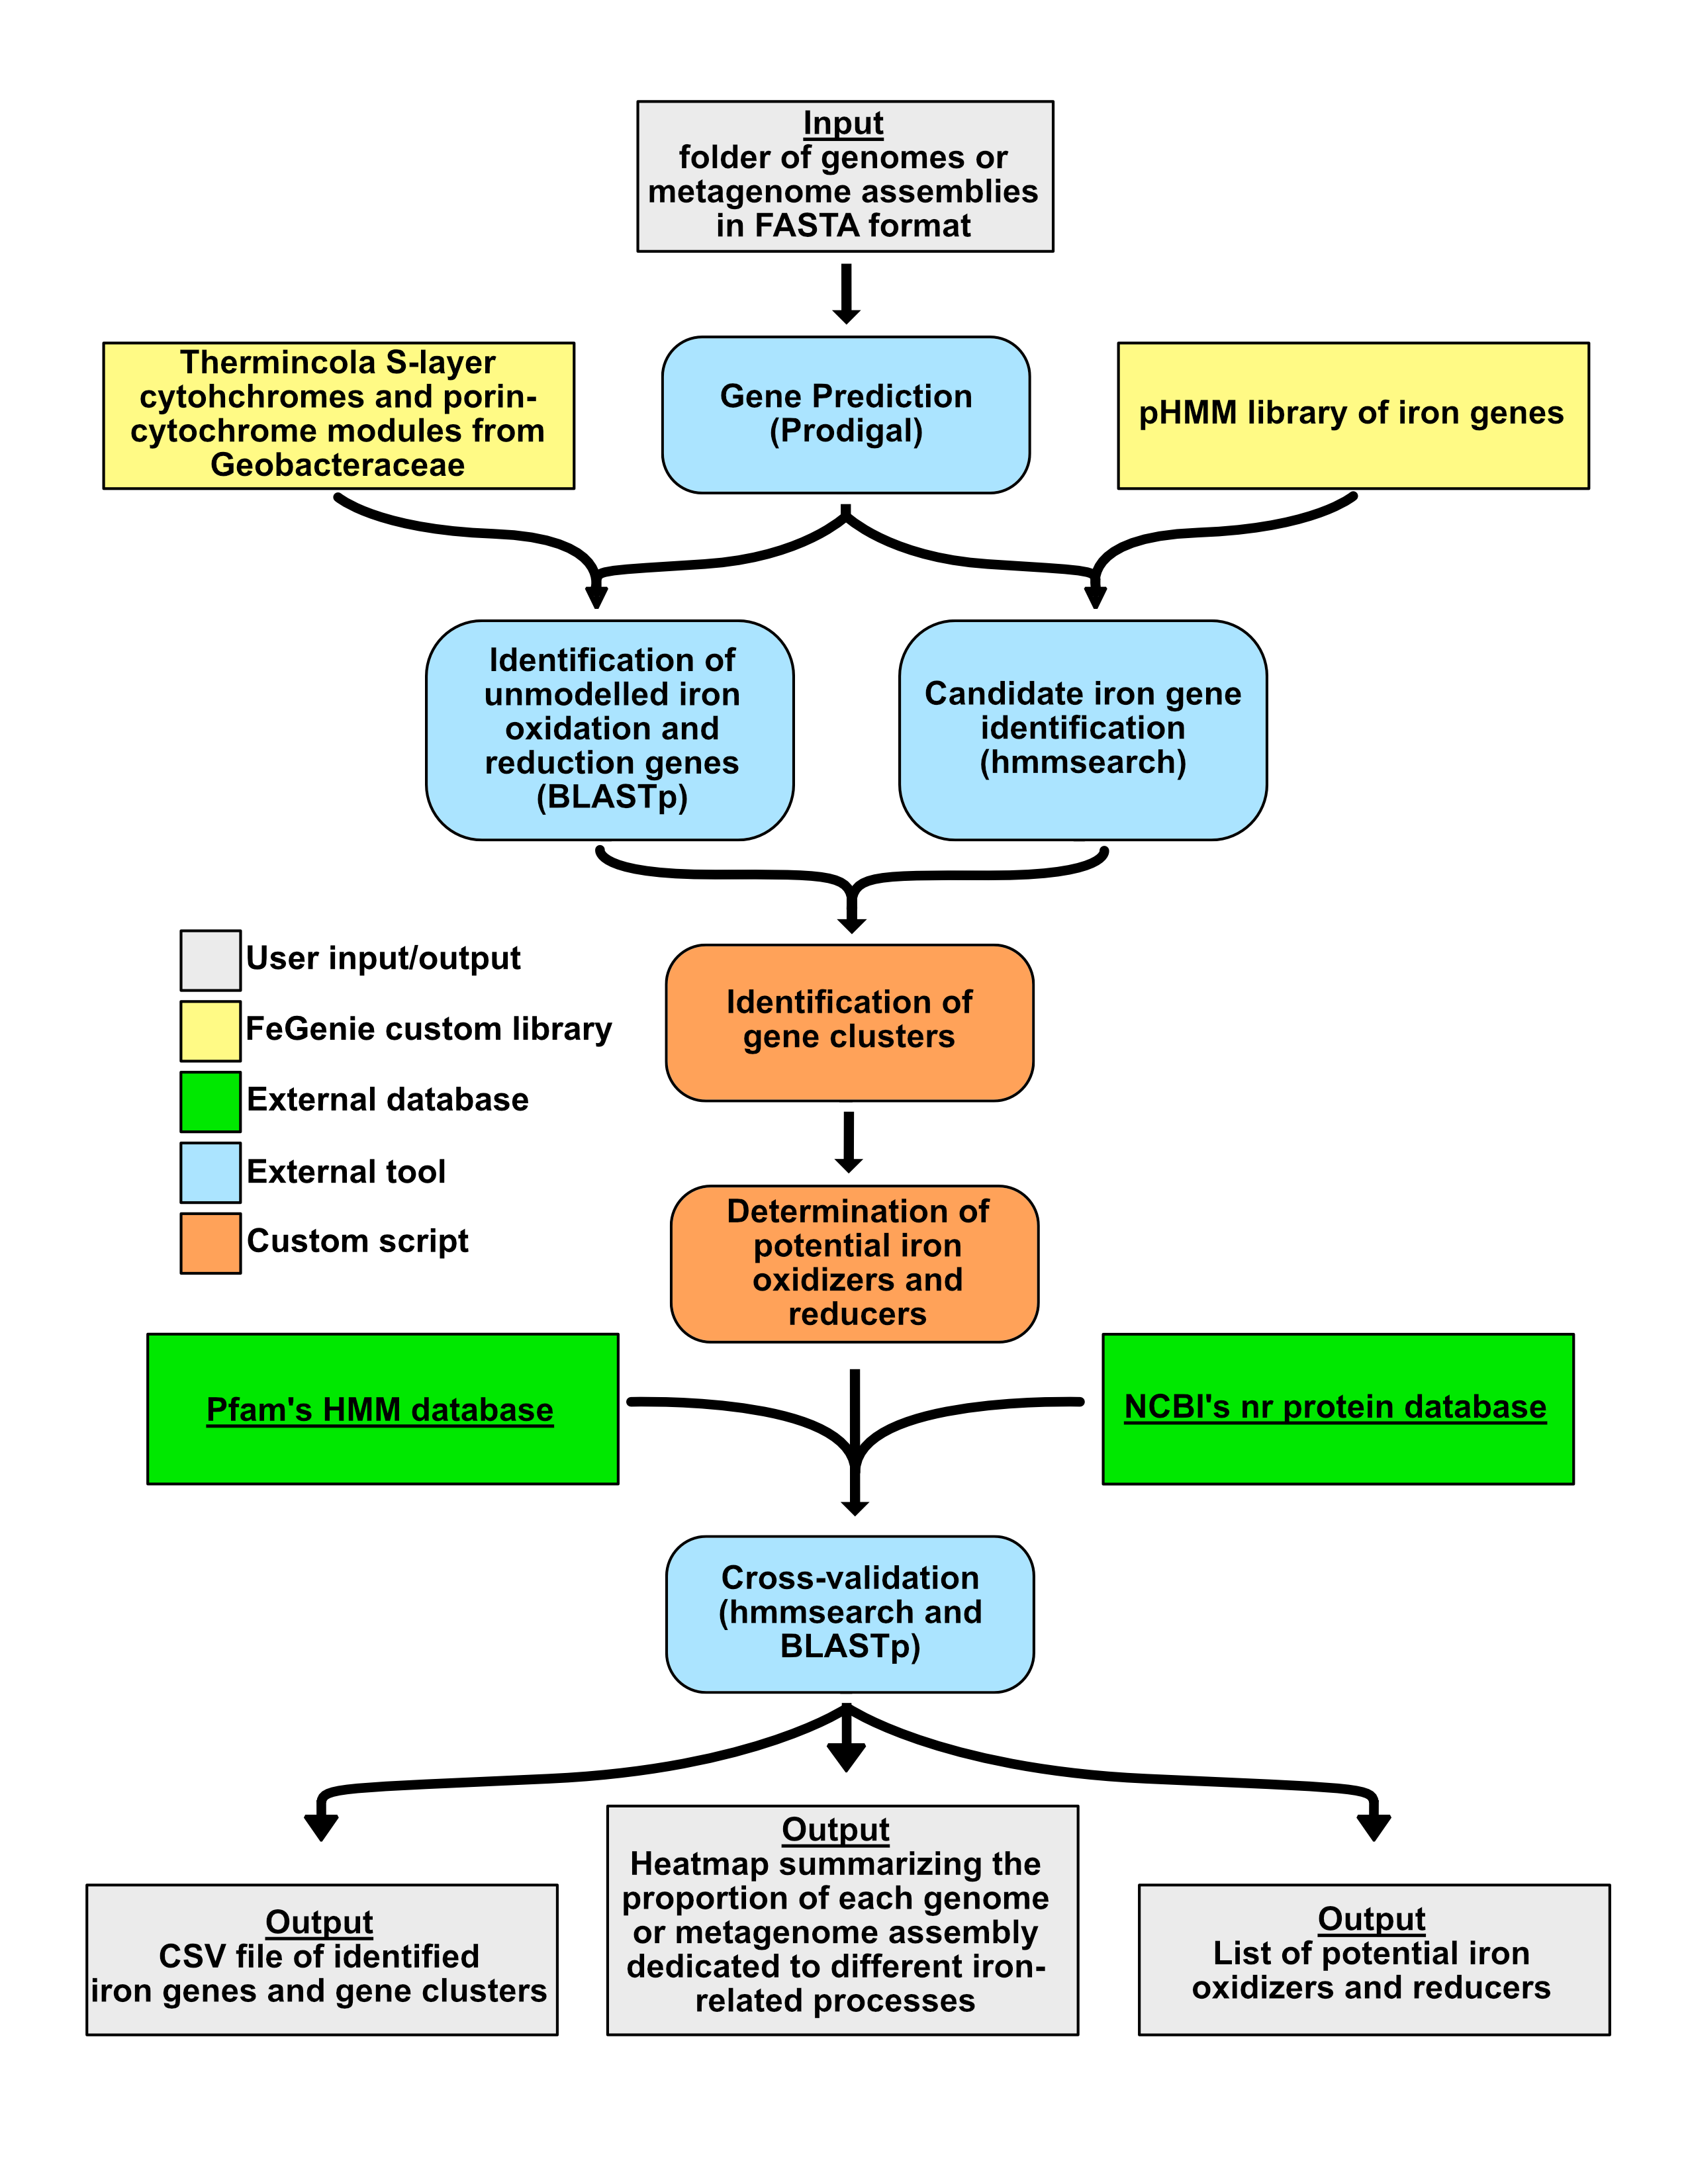 Input
folder of genomes or
metagenome assemblies
in FASTA format
Thermincola S-layer
cytohchromes and porin-
cytochrome modules from
Geobacteraceae
Gene Prediction
(Prodigal)
pHMM library of iron genes
Identification of
unmodelled iron
oxidation and
reduction genes
(BLASTp)
Candidate iron gene
identification
(hmmsearch)
User input/output
FeGenie custom library
External database
External tool
Custom script
Identification of
gene clusters
Determination of
potential iron
oxidizers and
reducers
Pfam's HMM database
NCBI's nr protein database
Cross-validation
(hmmsearch and
BLASTp)
Output
CSV file of identified
iron genes and gene clusters
Output
Heatmap summarizing the
proportion of each genome
or metagenome assembly
dedicated to different iron-
related processes
Output
List of potential iron
oxidizers and reducers